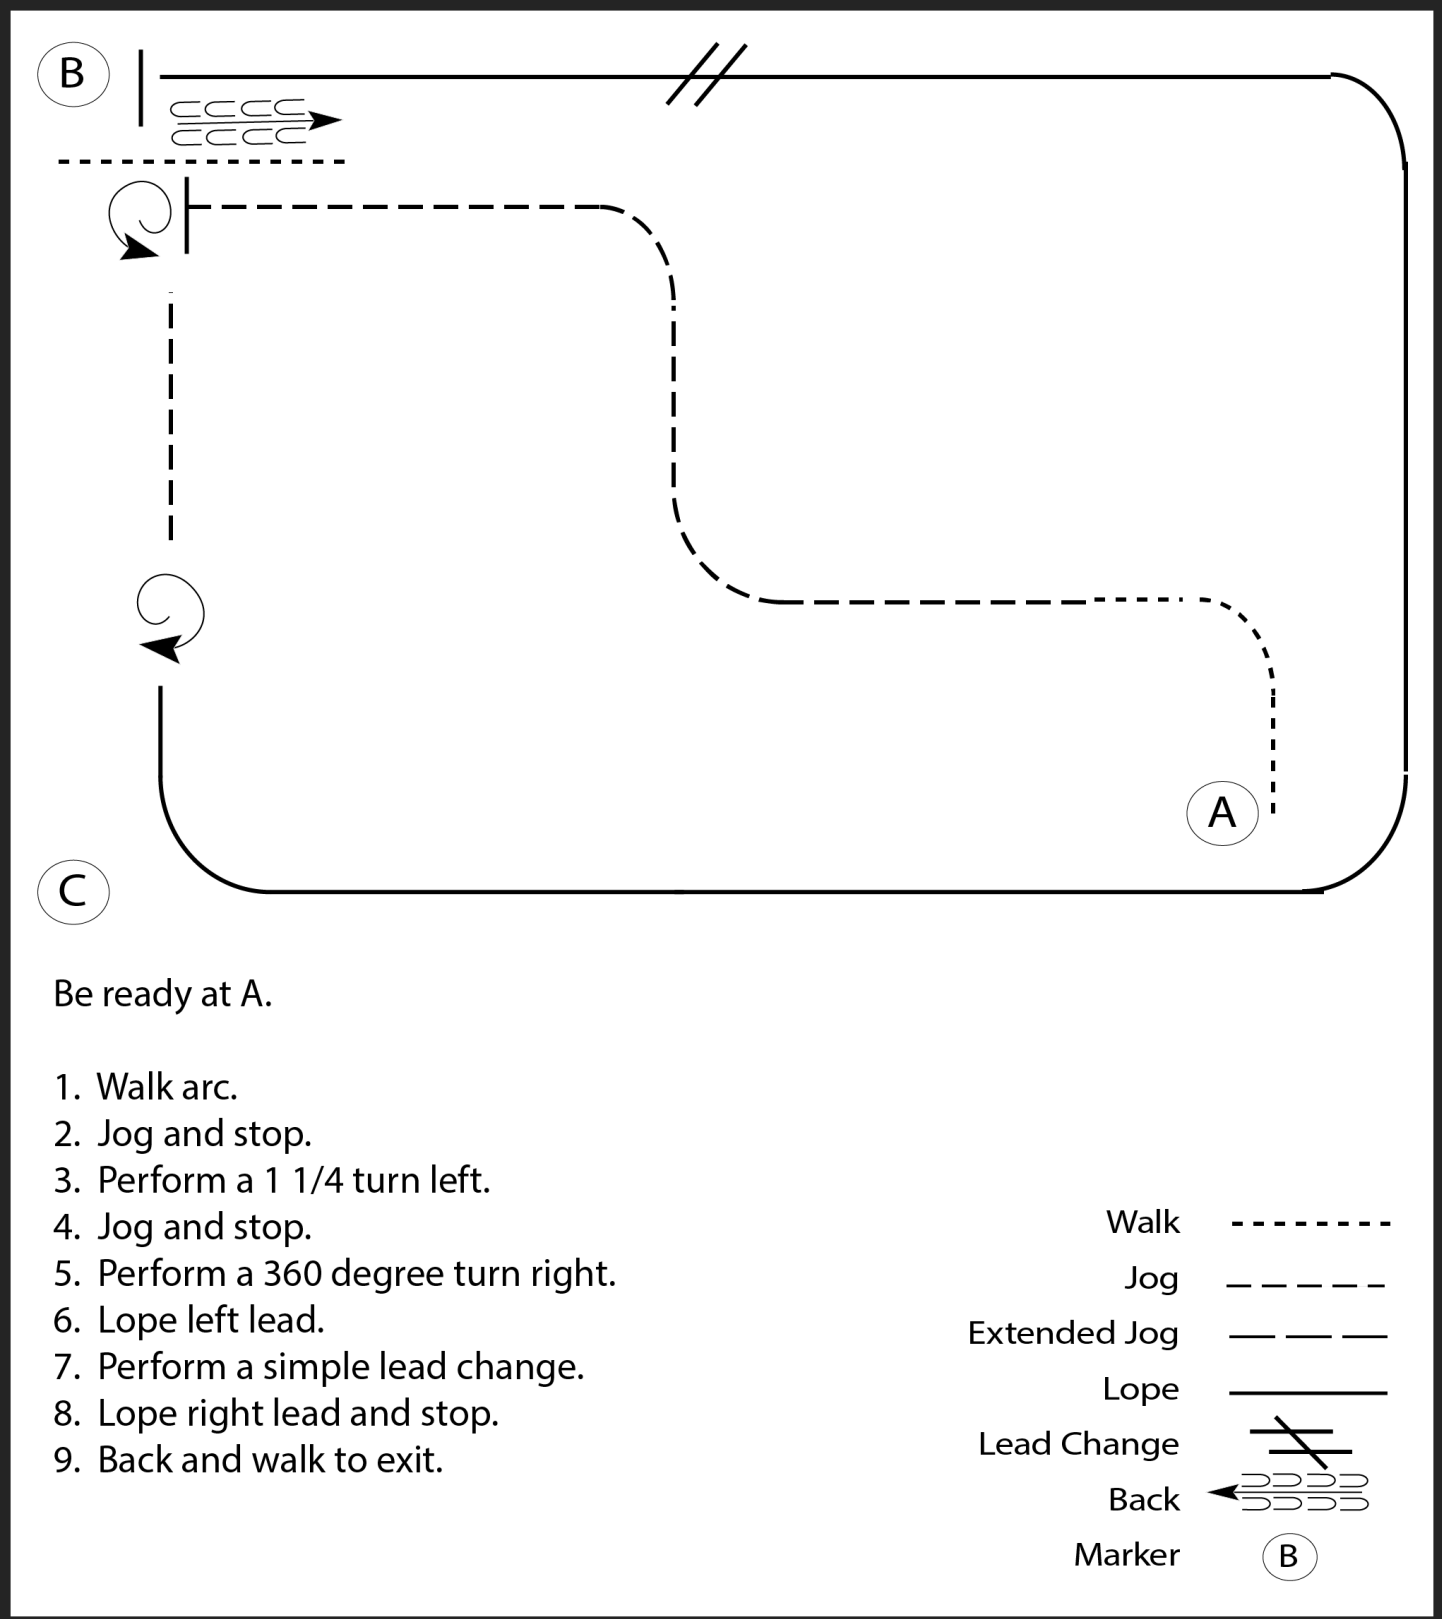 B
A
C
Be ready at A.
1. Walk arc.
2. Jog and stop.
3. Perform a 1 1/4 turn left.
4. Jog and stop.
5. Perform a 360 degree turn right.
6. Lope left lead.
7. Perform a simple lead change.
8. Lope right lead and stop.
9. Back and walk to exit.
Walk
Jog
Extended Jog
Lope
Lead Change
Back
Marker B